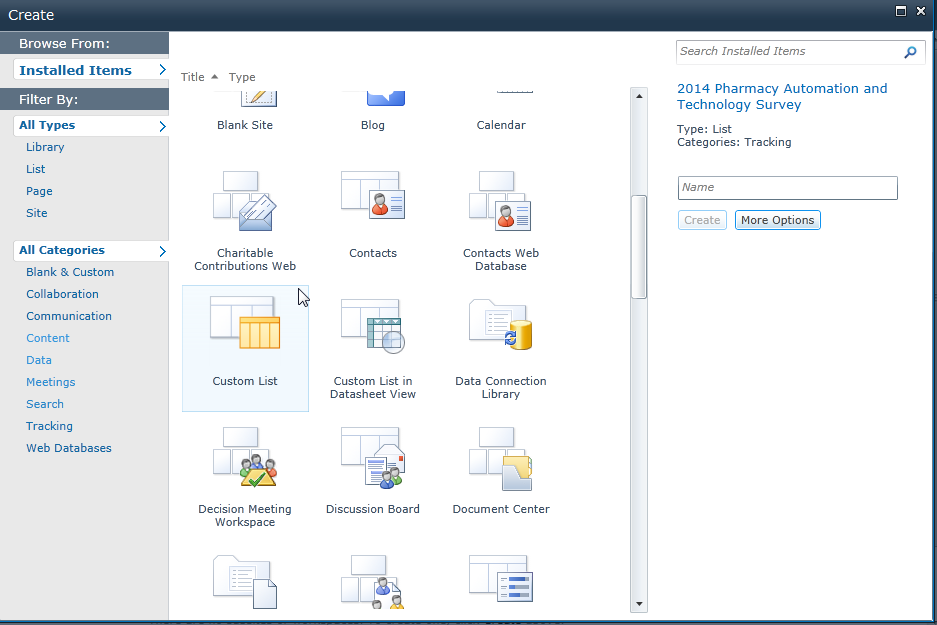 Create
Browse From:
Installed Items
Filter By:
All Types
Library
List
Page
Site
All Categories
Blank & Custom
Collaboration
Communication
Content
Data
Meetings
Search
Tracking
Web Databases
Title Type
Blank Site
Blog
Calendar
Charitable
Contributions Web
Contacts
Contacts Web
Database
Custom List
Custom List in
Datasheet View
Data Connection
Library
Decision Meeting
Workspace
Discussion Board
Document Center
Search Installed Items
2014 Pharmacy Automation and
Technology Survey
Type: List
Categories: Tracking
Name
Create
More Options